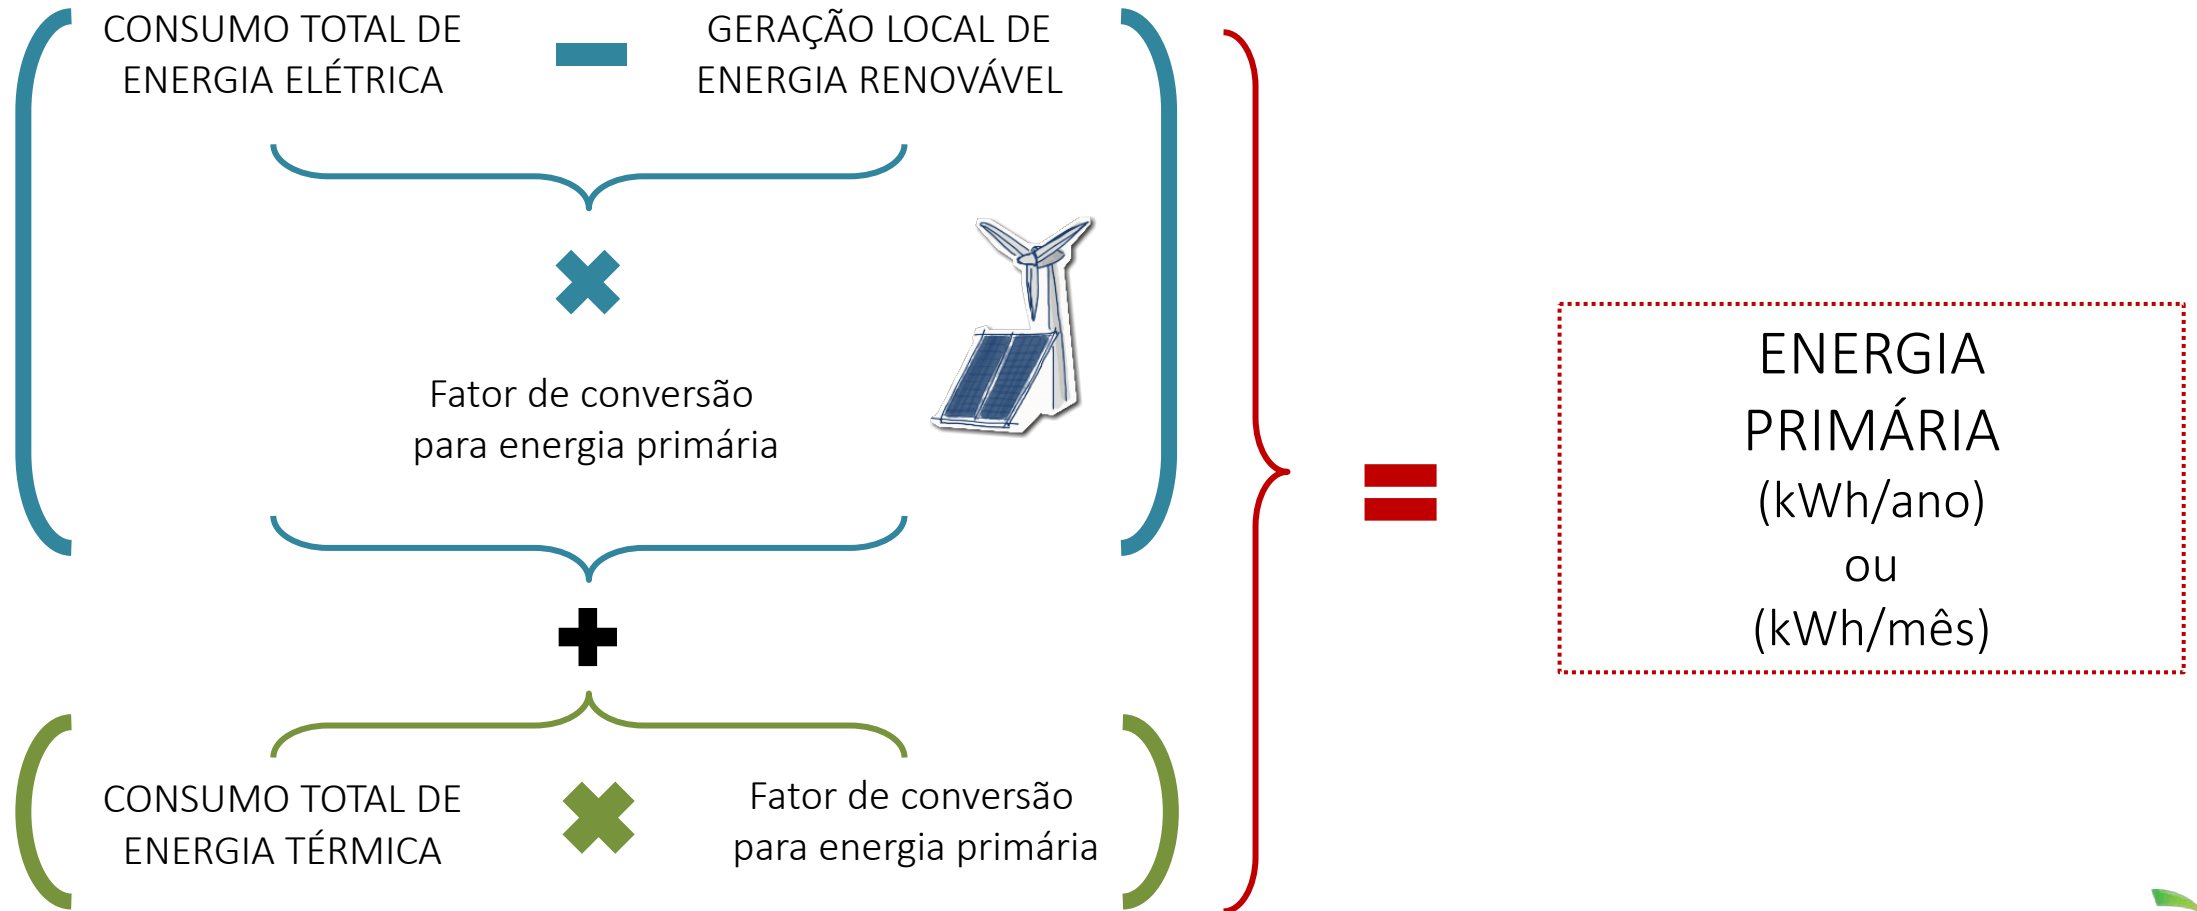 CONSUMO TOTAL DE
ENERGIA ELÉTRICA
GERAÇÃO LOCAL DE
ENERGIA RENOVÁVEL
Fator de conversão
para energia primária
CONSUMO TOTAL DE
ENERGIA TÉRMICA
Fator de conversão
para energia primária
ENERGIA
PRIMÁRIA
(kWh/ano)
ou
(kWh/mês)